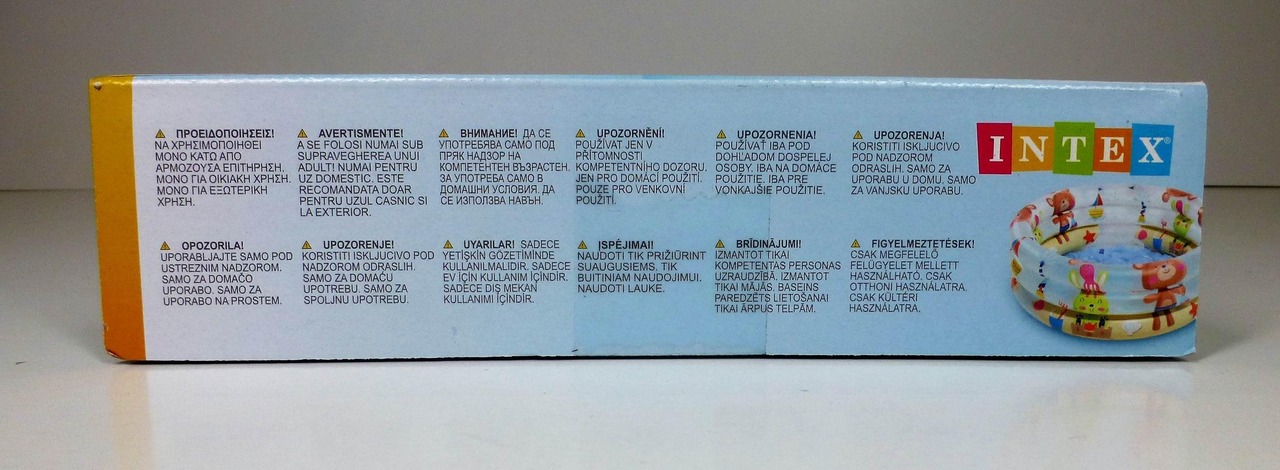 ΠΡΟΕΙΔΟΠΟΙΗΣΕΙΣ!
ΝΑ ΧΡΗΣΙΜΟΠΟΙΗΘΕΙ
ΜΟΝΟ ΚΑΤΩ ΑΠΟ
ΑΡΜΟΖΟΥΣΑ ΕΠΙΤΗΡΗΣΗ.
ΜΟΝΟ ΓΙΑ ΟΙΚΙΑΚΗ ΧΡΗΣΗ.
ΜΟΝΟ ΓΙΑ ΕΞΩΤΕΡΙΚΗ
ΧΡΗΣΗ.
AVERTISMENTE!
A SE FOLOSI NUMAI SUB
SUPRAVEGHEREA UNUI
ADULT! NUMAI PENTRU
UZ DOMESTIC. ESTE
RECOMANDATA DOAR
PENTRU UZUL CASNIC SI
LA EXTERIOR.
ВНИМАНИЕ! ДА СЕ
УПОТРЕБЯВА САМО ПОД
ПРЯК НАДЗОР НА
КОМПЕТЕНТЕН ВЪЗРАСТЕН.
ЗА УПОТРЕБА САМО В
ДОМАШНИ УСЛОВИЯ. ДА
СЕ ИЗПОЛЗВА НАВЪН.
UPOZORNĚNÍ!
POUŽÍVAT JEN V
PŘÍTOMNOSTI
KOMPETENTNÍHO DOZORU.
JEN PRO DOMÁCÍ POUŽITÍ.
POUZE PRO VENKOVNÍ
POUŽITÍ.
UPOZORNENIA!
POUŽÍVAŤ IBA POD
DOHĽADOM DOSPELEJ
OSOBY. IBA NA DOMÁCE
POUŽITIE. IBA PRE
VONKAJŠIE POUŽITIE.
UPOZORENJA!
KORISTITI ISKLJUCIVO
POD NADZOROM
ODRASLIH. SAMO ZA
UPORABU U DOMU. SAMO
ZA VANJSKU UPORABU.
INTEX®
OPOZORILA!
UPORABLJAJTE SAMO POD
USTREZNIM NADZOROM.
SAMO ZA DOMAČO
UPORABO. SAMO ZA
UPORABO NA PROSTEM.
UPOZORENJE!
KORISTITI ISKLJUCIVO POD
NADZOROM ODRASLIH.
SAMO ZA DOMAĆU
UPOTREBU. SAMO ZA
SPOLJNU UPOTREBU.
UYARILAR! SADECE
YETİŞKİN GÖZETİMİNDE
KULLANILMALIDIR. SADECE
EV İÇİN KULLANIM İÇİNDİR.
SADECE DIŞ MEKAN
KULLANIMI İÇİNDİR.
ĮSPĖJIMAI!
NAUDOTI TIK PRIŽIŪRINT
SUAUGUSIEMS. TIK
BUITINIAM NAUDOJIMUI.
NAUDOTI LAUKE.
BRĪDINĀJUMI!
IZMANTOT TIKAI
KOMPETENTAS PERSONAS
UZRAUDZĪBĀ. IZMANTOT
TIKAI MĀJĀS. BASEINS
PAREDZĒTS LIETOŠANAI
TIKAI ĀRPUS TELPĀM.
FIGYELMEZTETÉSEK!
CSAK MEGFELELŐ
FELÜGYELET MELLETT
HASZNÁLHATÓ. CSAK
OTTHONI HASZNÁLATRA.
CSAK KÜLTÉRI
HASZNÁLATRA.